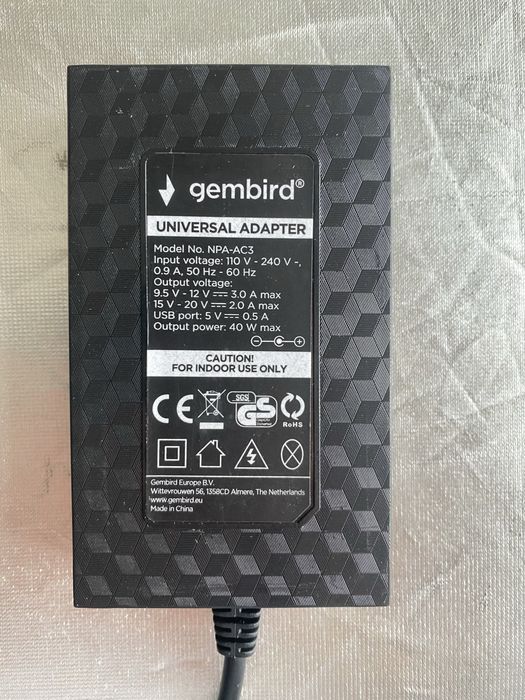 gembird®
UNIVERSAL ADAPTER
Model No. NPA-AC3
Input voltage: 110 V - 240 V ~,
0.9 A, 50 Hz - 60 Hz
Output voltage:
9.5 V - 12 V ⎓ 3.0 A max
15 V - 20 V ⎓ 2.0 A max
USB port: 5 V ⎓ 0.5 A
Output power: 40 W max
CAUTION!
FOR INDOOR USE ONLY
CE SGS GS RoHS
Gembird Europe B.V.
Wittevrouwen 56, 1358CD Almere, The Netherlands
www.gembird.eu
Made in China